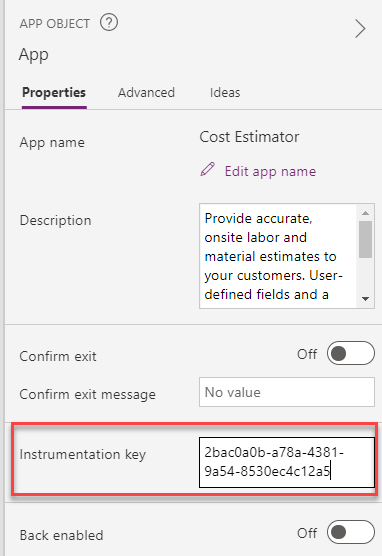 APP OBJECT ?
App
Properties Advanced Ideas
App name Cost Estimator
Edit app name
Description Provide accurate,
onsite labor and
material estimates to
your customers. User-
defined fields and a
Confirm exit Off
Confirm exit message No value
Instrumentation key 2bac0a0b-a78a-4381-
9a54-8530ec4c12a5
Back enabled Off